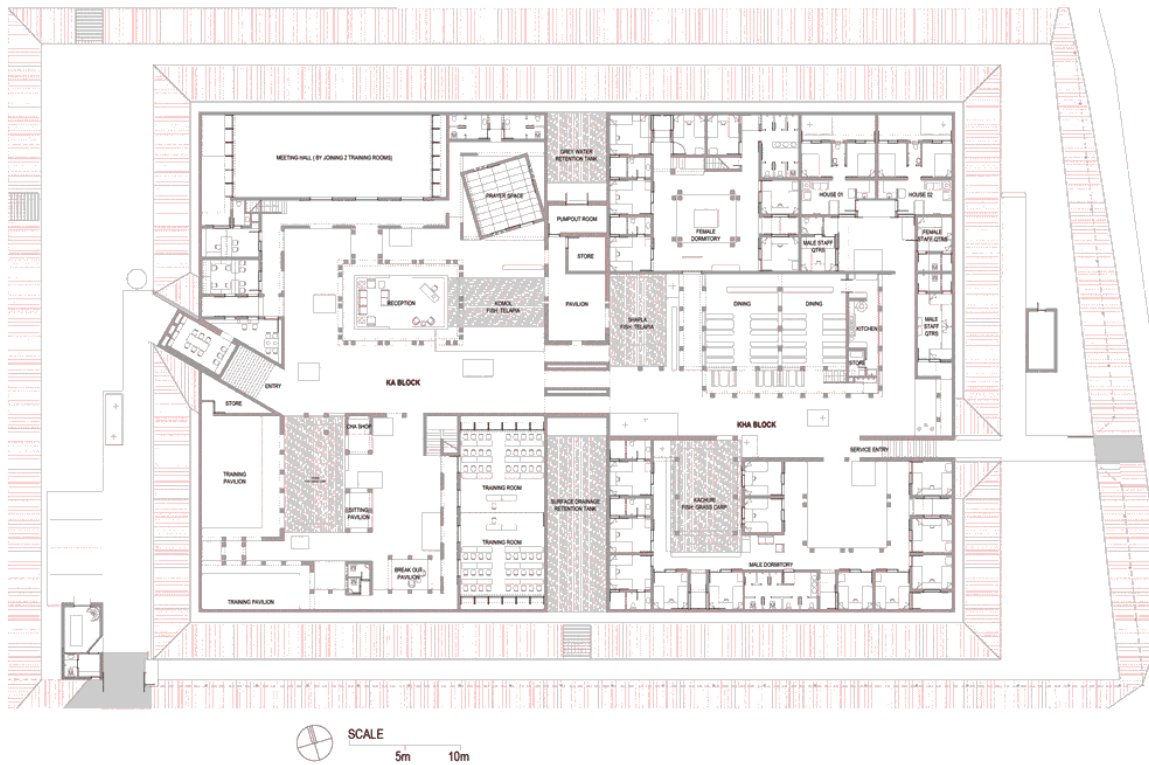 MEETING HALL ( BY JOINING 2 TRAINING ROOMS)
GREY WATER
RETENTION TANK
PRAYER SPACE
PUMPOUT ROOM
STORE
PAVILION
RECEPTION
KOMOL
FISH: TELAPIA
ENTRY
STORE
KA BLOCK
CHA SHOP
TRAINING
PAVILION
SITTING
PAVILION
BREAK OUT
PAVILION
TRAINING PAVILION
TRAINING ROOM
TRAINING ROOM
SURFACE DRAINAGE
RETENTION TANK
FEMALE
DORMITORY
HOUSE 01
HOUSE 02
MALE STAFF
QTRS
FEMALE
STAFF QTRS
SHAPLA
FISH: TELAPIA
DINING
DINING
KITCHEN
STORE
MALE
STAFF
QTRS
KHA BLOCK
SERVICE ENTRY
KACHURI
FISH: GRASS CARP
MALE DORMITORY
SCALE
5m
10m